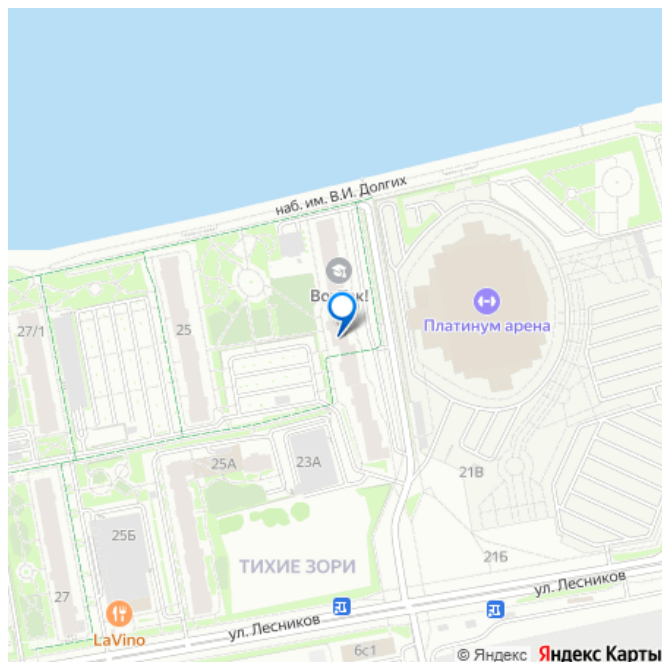 наб. им. В.И. Долгих
27/1
25
Платинум арена
25А
23А
21В
25Б
ТИХИЕ ЗОРИ
21Б
27
ул. Лесников
LaVino
ул. Лесников
6с1
© Яндекс Яндекс Карты